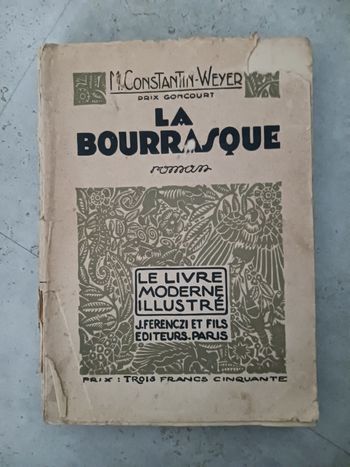 M. CONSTANTIN-WEYER
PRIX GONCOURT
LA
BOURRASQUE
roman
LE LIVRE
MODERNE
ILLUSTRÉ
J. FERENCZI ET FILS
EDITEURS. PARIS
PRIX : TROIS FRANCS CINQUANTE